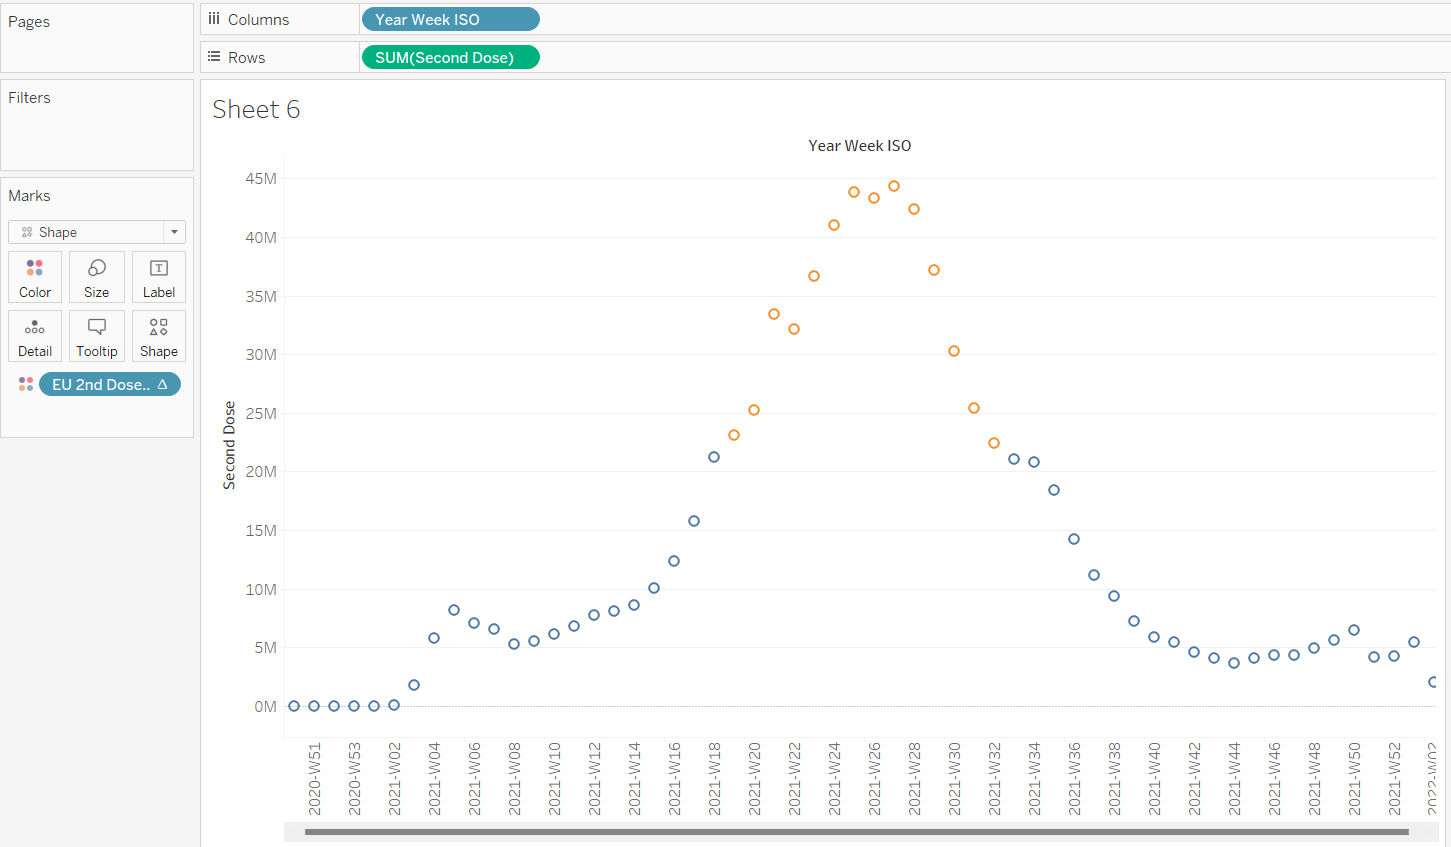 Pages
Columns
Year Week ISO
Rows
SUM(Second Dose)
Filters
Marks
Shape
Color
Size
Label
Detail
Tooltip
Shape
EU 2nd Dose.. Δ
Sheet 6
Year Week ISO
Second Dose
45M
40M
35M
30M
25M
20M
15M
10M
5M
0M
2020-W51
2020-W53
2021-W02
2021-W04
2021-W06
2021-W08
2021-W10
2021-W12
2021-W14
2021-W16
2021-W18
2021-W20
2021-W22
2021-W24
2021-W26
2021-W28
2021-W30
2021-W32
2021-W34
2021-W36
2021-W38
2021-W40
2021-W42
2021-W44
2021-W46
2021-W48
2021-W50
2021-W52
2022-W02